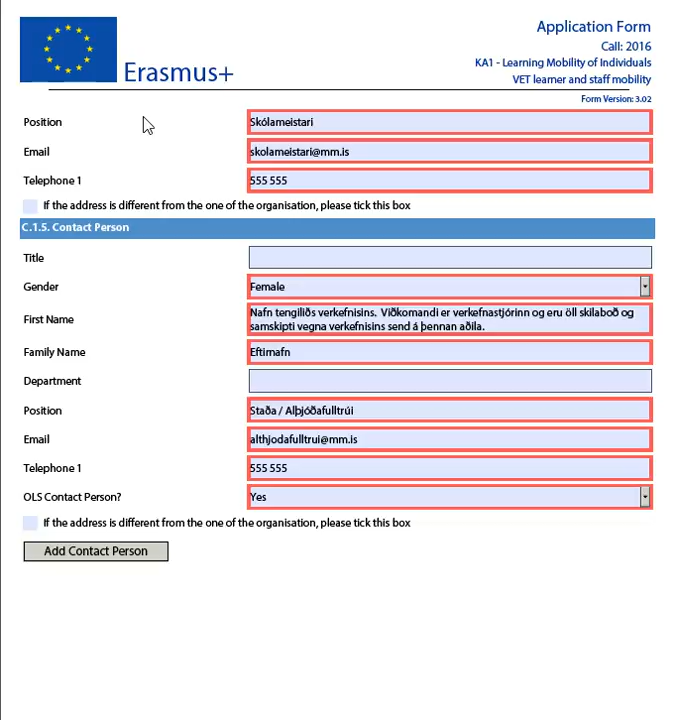 Erasmus+
Application Form
Call: 2016
KA1 - Learning Mobility of Individuals
VET learner and staff mobility
Form Version: 3.02
Position Skólameistari
Email skolameistari@mm.is
Telephone 1 555 555
If the address is different from the one of the organisation, please tick this box
C.1.5. Contact Person
Title
Gender Female
First Name Nafn tengiliðs verkefnisins. Viðkomandi er verkefnastjórinn og eru öll skilaboð og
samskipti vegna verkefnisins send á þennan aðila.
Family Name Eftirnafn
Department
Position Staða / Alþjóðafulltrúi
Email althjodafulltrui@mm.is
Telephone 1 555 555
OLS Contact Person? Yes
If the address is different from the one of the organisation, please tick this box
Add Contact Person